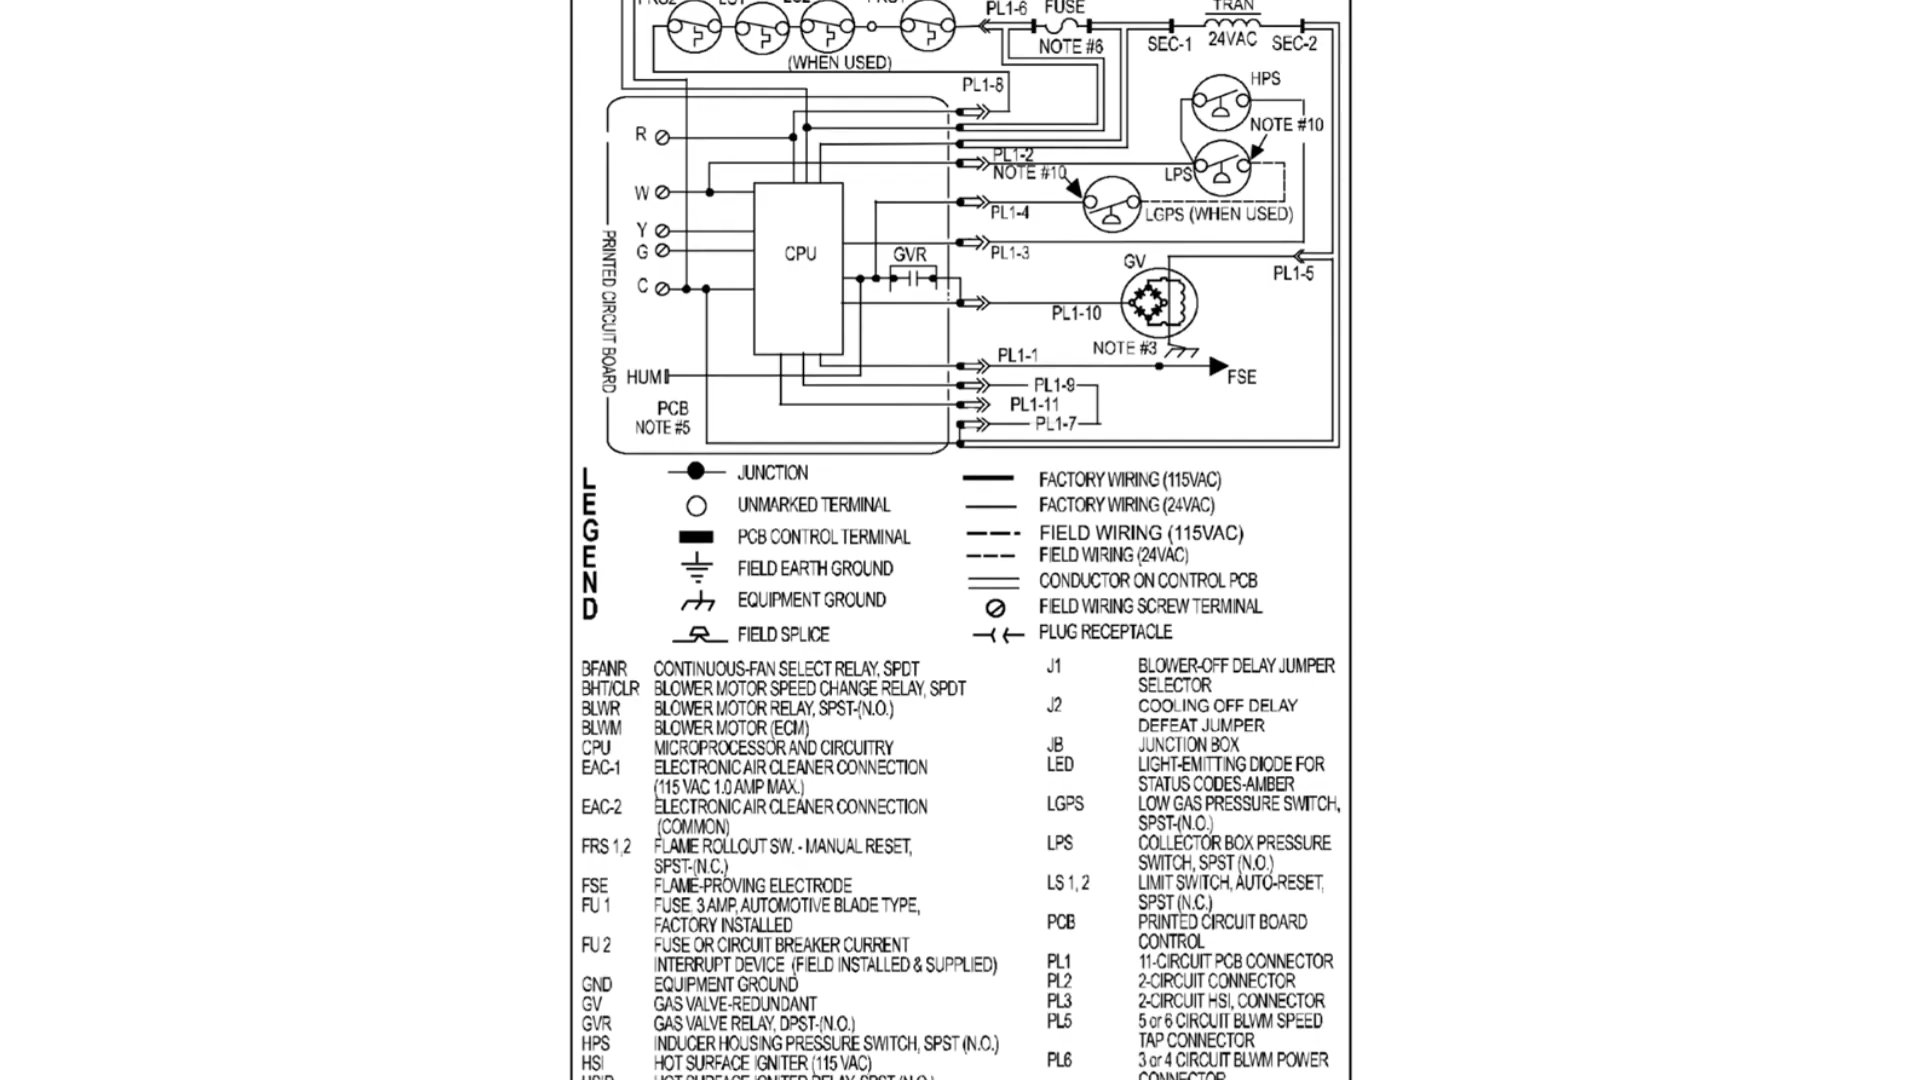 PL1-6 FUSE TRAN
NOTE #6 SEC-1 24VAC SEC-2
(WHEN USED)
HPS
PL1-8
NOTE #10
R
PL1-2
NOTE #10
LPS
W
PL1-4
LGPS (WHEN USED)
Y
G
CPU
GVR
PL1-3
GV
PL1-5
C
PL1-10
PRINTED CIRCUIT BOARD
NOTE #3
PL1-1
HUM
FSE
PL1-9
PCB
NOTE #5
PL1-11
PL1-7
LEGEND
JUNCTION
UNMARKED TERMINAL
PCB CONTROL TERMINAL
FIELD EARTH GROUND
EQUIPMENT GROUND
FIELD SPLICE
FACTORY WIRING (115VAC)
FACTORY WIRING (24VAC)
FIELD WIRING (115VAC)
FIELD WIRING (24VAC)
CONDUCTOR ON CONTROL PCB
FIELD WIRING SCREW TERMINAL
PLUG RECEPTACLE
BFANR CONTINUOUS-FAN SELECT RELAY, SPDT
BHT/CLR BLOWER MOTOR SPEED CHANGE RELAY, SPDT
BLWR BLOWER MOTOR RELAY, SPST-(N.O.)
BLWM BLOWER MOTOR (ECM)
CPU MICROPROCESSOR AND CIRCUITRY
EAC-1 ELECTRONIC AIR CLEANER CONNECTION
(115 VAC 1.0 AMP MAX.)
EAC-2 ELECTRONIC AIR CLEANER CONNECTION
(COMMON)
FRS 1,2 FLAME ROLLOUT SW. - MANUAL RESET,
SPST-(N.C.)
FSE FLAME-PROVING ELECTRODE
FU 1 FUSE, 3 AMP, AUTOMOTIVE BLADE TYPE,
FACTORY INSTALLED
FU 2 FUSE OR CIRCUIT BREAKER CURRENT
INTERRUPT DEVICE (FIELD INSTALLED & SUPPLIED)
GND EQUIPMENT GROUND
GV GAS VALVE-REDUNDANT
GVR GAS VALVE RELAY, DPST-(N.O.)
HPS INDUCER HOUSING PRESSURE SWITCH, SPST (N.O.)
HSI HOT SURFACE IGNITER (115 VAC)
HSIR HOT SURFACE IGNITER RELAY, SPST (N.O.)
J1 BLOWER-OFF DELAY JUMPER
SELECTOR
J2 COOLING OFF DELAY
DEFEAT JUMPER
JB JUNCTION BOX
LED LIGHT-EMITTING DIODE FOR
STATUS CODES-AMBER
LGPS LOW GAS PRESSURE SWITCH,
SPST-(N.O.)
LPS COLLECTOR BOX PRESSURE
SWITCH, SPST (N.O.)
LS 1, 2 LIMIT SWITCH, AUTO-RESET,
SPST (N.C.)
PCB PRINTED CIRCUIT BOARD
CONTROL
PL1 11-CIRCUIT PCB CONNECTOR
PL2 2-CIRCUIT CONNECTOR
PL3 2-CIRCUIT HSI, CONNECTOR
PL5 5 or 6 CIRCUIT BLWM SPEED
TAP CONNECTOR
PL6 3 or 4 CIRCUIT BLWM POWER
CONNECTOR